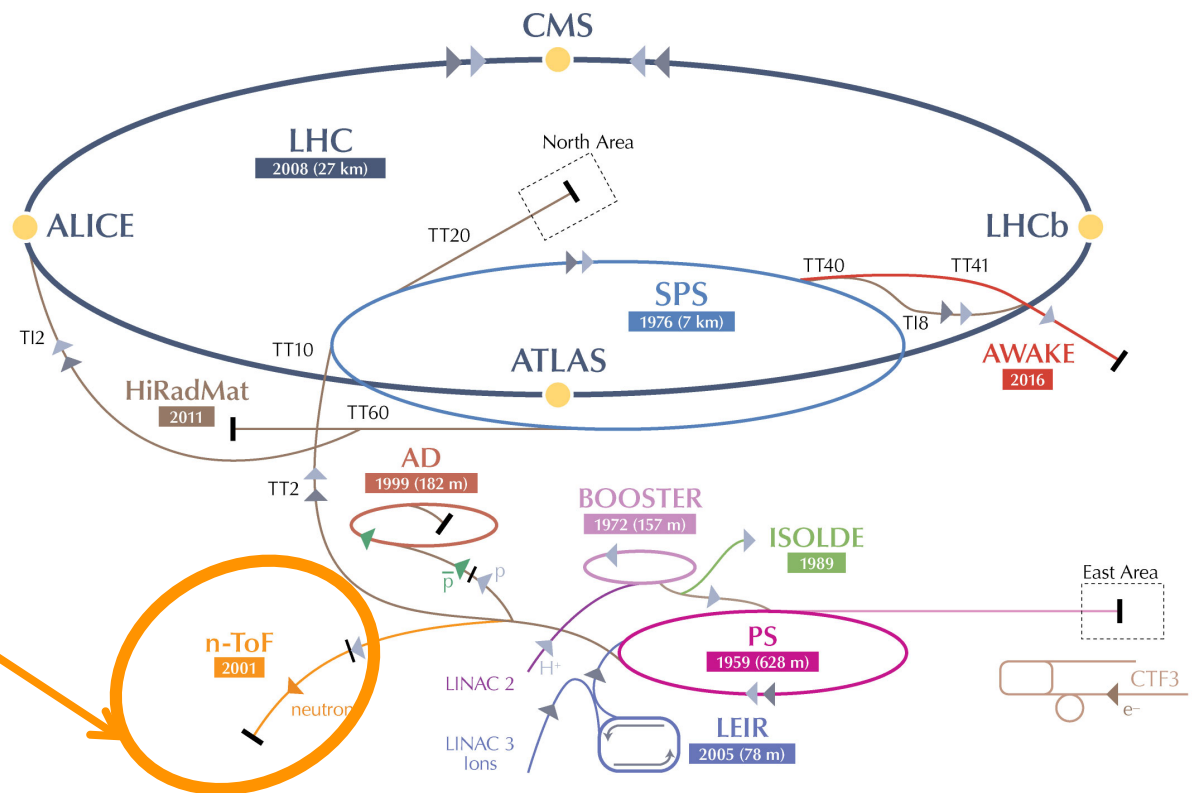 CMS
LHC
2008 (27 km)
North Area
ALICE
LHCb
TT20
TT40
TT41
SPS
1976 (7 km)
TI2
TT10
TI8
ATLAS
AWAKE
2016
HiRadMat
2011
TT60
AD
1999 (182 m)
TT2
BOOSTER
1972 (157 m)
ISOLDE
1989
p̅
p
East Area
n-ToF
2001
PS
1959 (628 m)
H⁺
LINAC 2
neutron
CTF3
e⁻
LEIR
2005 (78 m)
LINAC 3
Ions